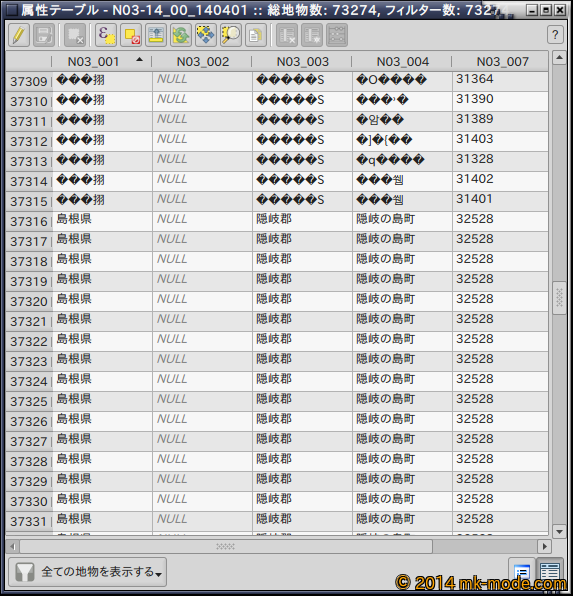 属性テーブル - N03-14_00_140401 :: 総地物数: 73274, フィルター数: 7327
?
N03_001 N03_002 N03_003 N03_004 N03_007
37309 ���㧾 NULL �����S �O���� 31364
37310 ���㧾 NULL �����S 31390
37311 ���㧾 NULL �����S �암�� 31389
37312 ���㧾 NULL �����S �]�[�� 31403
37313 ���㧾 NULL �����S �q���� 31328
37314 ���㧾 NULL �����S ���쒬 31402
37315 ���㧾 NULL �����S ���쒬 31401
37316 島根県 NULL 隠岐郡 隠岐の島町 32528
37317 島根県 NULL 隠岐郡 隠岐の島町 32528
37318 島根県 NULL 隠岐郡 隠岐の島町 32528
37319 島根県 NULL 隠岐郡 隠岐の島町 32528
37320 島根県 NULL 隠岐郡 隠岐の島町 32528
37321 島根県 NULL 隠岐郡 隠岐の島町 32528
37322 島根県 NULL 隠岐郡 隠岐の島町 32528
37323 島根県 NULL 隠岐郡 隠岐の島町 32528
37324 島根県 NULL 隠岐郡 隠岐の島町 32528
37325 島根県 NULL 隠岐郡 隠岐の島町 32528
37326 島根県 NULL 隠岐郡 隠岐の島町 32528
37327 島根県 NULL 隠岐郡 隠岐の島町 32528
37328 島根県 NULL 隠岐郡 隠岐の島町 32528
37329 島根県 NULL 隠岐郡 隠岐の島町 32528
37330 島根県 NULL 隠岐郡 隠岐の島町 32528
37331 島根県 NULL 隠岐郡 隠岐の島町 32528
全ての地物を表示する
© 2014 mk-mode.com